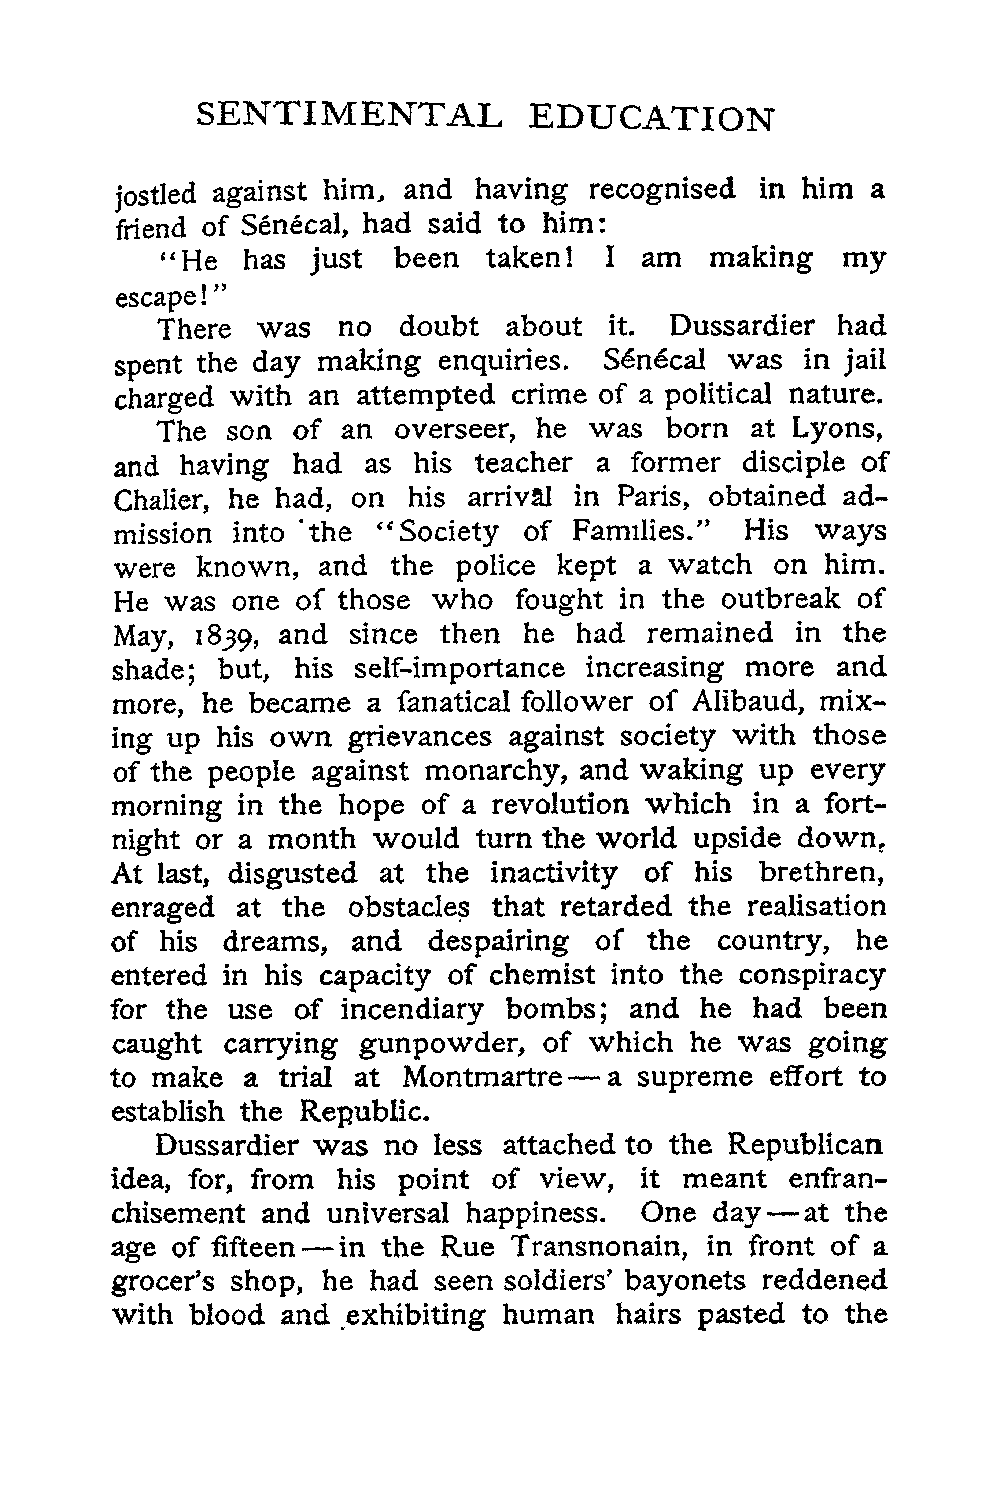 SENTIMENTAL EDUCATION
jostled against him, and having recognised in him a
friend of Sénécal, had said to him:
"He has just been taken! I am making my
escape!"
There was no doubt about it. Dussardier had
spent the day making enquiries. Sénécal was in jail
charged with an attempted crime of a political nature.
The son of an overseer, he was born at Lyons,
and having had as his teacher a former disciple of
Chalier, he had, on his arrival in Paris, obtained ad-
mission into the "Society of Families." His ways
were known, and the police kept a watch on him.
He was one of those who fought in the outbreak of
May, 1839, and since then he had remained in the
shade; but, his self-importance increasing more and
more, he became a fanatical follower of Alibaud, mix-
ing up his own grievances against society with those
of the people against monarchy, and waking up every
morning in the hope of a revolution which in a fort-
night or a month would turn the world upside down.
At last, disgusted at the inactivity of his brethren,
enraged at the obstacles that retarded the realisation
of his dreams, and despairing of the country, he
entered in his capacity of chemist into the conspiracy
for the use of incendiary bombs; and he had been
caught carrying gunpowder, of which he was going
to make a trial at Montmartre—a supreme effort to
establish the Republic.
Dussardier was no less attached to the Republican
idea, for, from his point of view, it meant enfran-
chisement and universal happiness. One day—at the
age of fifteen—in the Rue Transnonain, in front of a
grocer's shop, he had seen soldiers' bayonets reddened
with blood and exhibiting human hairs pasted to the